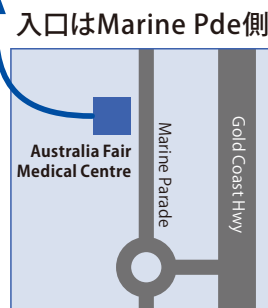 入口はMarine Pde側
Australia Fair
Medical Centre
Marine Parade
Gold Coast Hwy